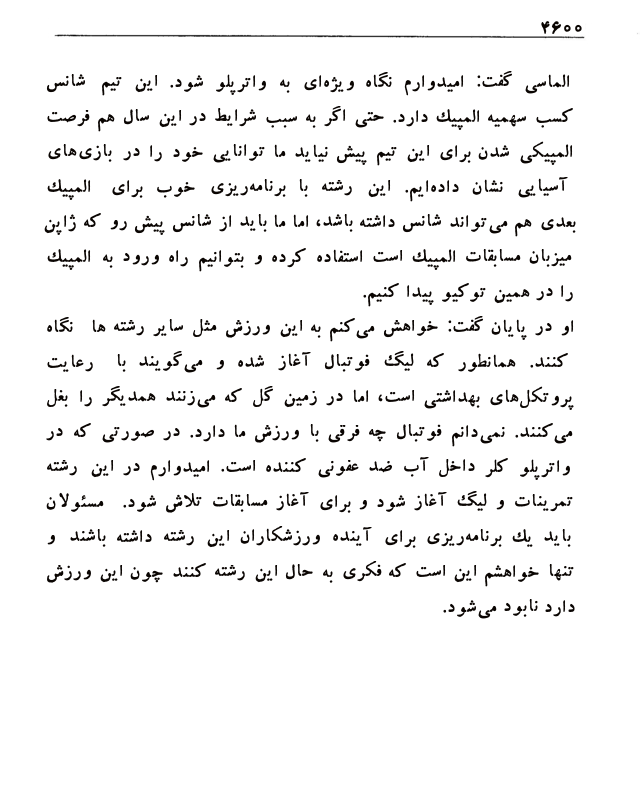 ۴۶۰۰
الماسی گفت: امیدوارم نگاه ویژه‌ای به واترپلو شود. این تیم شانس
کسب سهمیه المپیك دارد. حتی اگر به سبب شرایط در این سال هم فرصت
المپیکی شدن برای این تیم پیش نیاید ما توانایی خود را در بازی‌های
آسیایی نشان داده‌ایم. این رشته با برنامه‌ریزی خوب برای المپیك
بعدی هم می‌تواند شانس داشته باشد، اما ما باید از شانس پیش رو که ژاپن
میزبان مسابقات المپیك است استفاده کرده و بتوانیم راه ورود به المپیك
را در همین توکیو پیدا کنیم.
او در پایان گفت: خواهش می‌کنم به این ورزش مثل سایر رشته ها نگاه
کنند. همانطور که لیگ فوتبال آغاز شده و می‌گویند با رعایت
پروتکل‌های بهداشتی است، اما در زمین گل که می‌زنند همدیگر را بغل
می‌کنند. نمی‌دانم فوتبال چه فرقی با ورزش ما دارد. در صورتی که در
واترپلو کلر داخل آب ضد عفونی کننده است. امیدوارم در این رشته
تمرینات و لیگ آغاز شود و برای آغاز مسابقات تلاش شود. مسئولان
باید یك برنامه‌ریزی برای آینده ورزشکاران این رشته داشته باشند و
تنها خواهشم این است که فکری به حال این رشته کنند چون این ورزش
دارد نابود می‌شود.